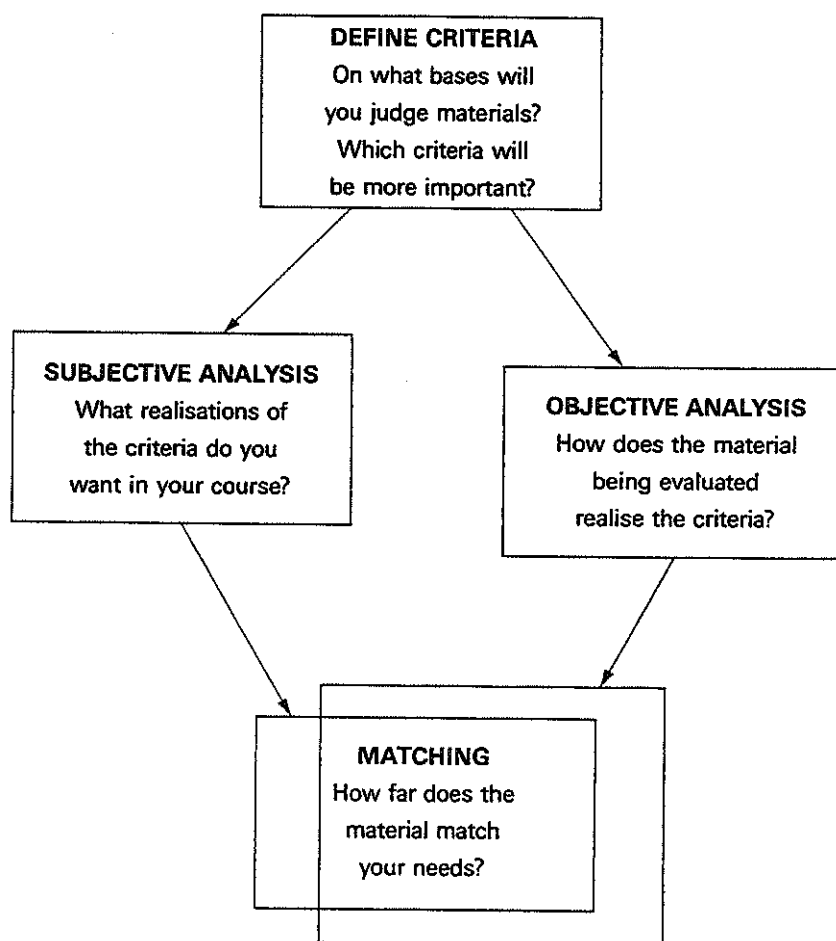 DEFINE CRITERIA
On what bases will
you judge materials?
Which criteria will
be more important?
SUBJECTIVE ANALYSIS
What realisations of
the criteria do you
want in your course?
OBJECTIVE ANALYSIS
How does the material
being evaluated
realise the criteria?
MATCHING
How far does the
material match
your needs?